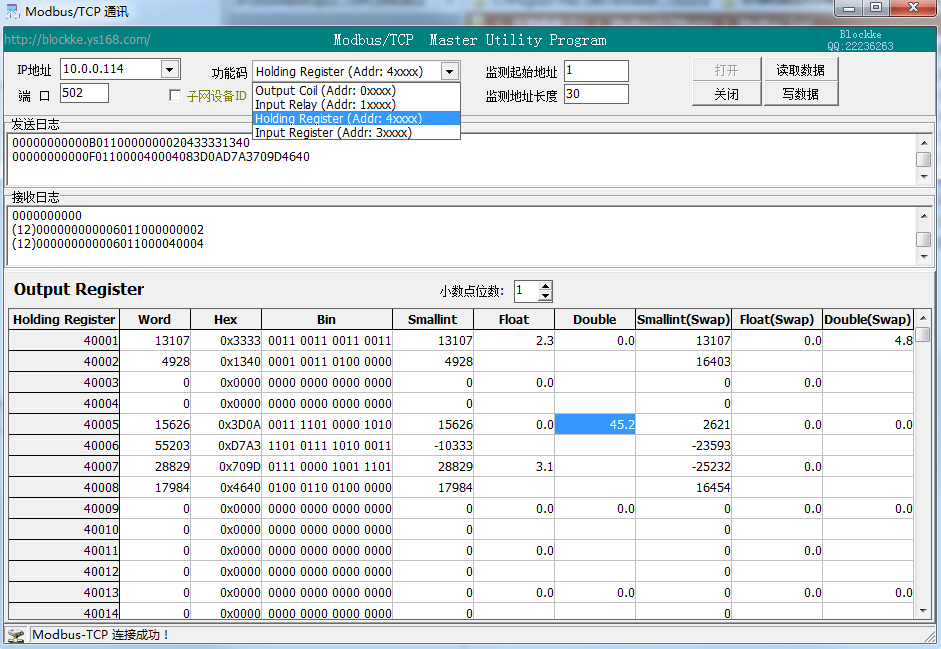 Modbus/TCP 通讯
http://blockke.ys168.com/
Modbus/TCP Master Utility Program
Blockke
QQ:22236263
IP地址 10.0.0.114
功能码 Holding Register (Addr: 4xxxx)
监测起始地址 1
打开 读取数据
端 口 502
子网设备ID
监测地址长度 30
关闭 写数据
Output Coil (Addr: 0xxxx)
Input Relay (Addr: 1xxxx)
Holding Register (Addr: 4xxxx)
Input Register (Addr: 3xxxx)
发送日志
00000000000B0110000000020433331340
00000000000F011000040004083D0AD7A3709D4640
接收日志
0000000000
(12)000000000006011000000002
(12)000000000006011000040004
Output Register
小数点位数: 1
Holding Register Word Hex Bin Smallint Float Double Smallint(Swap) Float(Swap) Double(Swap)
40001 13107 0x3333 0011 0011 0011 0011 13107 2.3 0.0 13107 0.0 4.8
40002 4928 0x1340 0001 0011 0100 0000 4928 16403
40003 0 0x0000 0000 0000 0000 0000 0 0.0 0 0.0
40004 0 0x0000 0000 0000 0000 0000 0 0
40005 15626 0x3D0A 0011 1101 0000 1010 15626 0.0 45.2 2621 0.0 0.0
40006 55203 0xD7A3 1101 0111 1010 0011 -10333 -23593
40007 28829 0x709D 0111 0000 1001 1101 28829 3.1 -25232 0.0
40008 17984 0x4640 0100 0110 0100 0000 17984 16454
40009 0 0x0000 0000 0000 0000 0000 0 0.0 0.0 0 0.0 0.0
40010 0 0x0000 0000 0000 0000 0000 0 0
40011 0 0x0000 0000 0000 0000 0000 0 0.0 0 0.0
40012 0 0x0000 0000 0000 0000 0000 0 0
40013 0 0x0000 0000 0000 0000 0000 0 0.0 0.0 0 0.0 0.0
40014 0 0x0000 0000 0000 0000 0000 0 0
Modbus-TCP 连接成功！